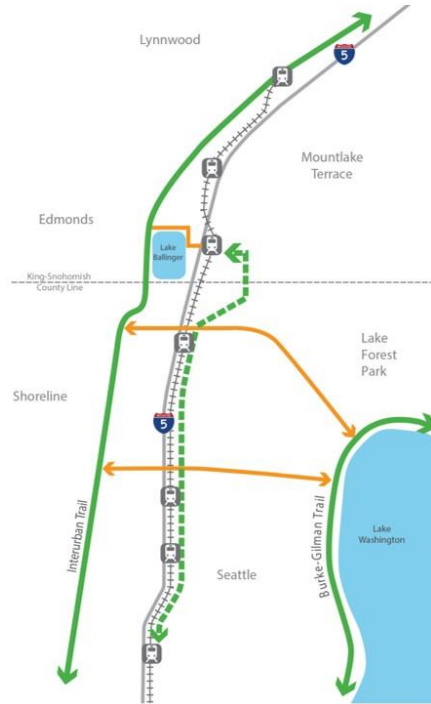 Lynnwood
5
Mountlake
Terrace
Edmonds
Lake
Ballinger
King-Snohomish
County Line
Lake
Forest
Park
Shoreline
5
Interurban Trail
Burke-Gilman Trail
Lake
Washington
Seattle